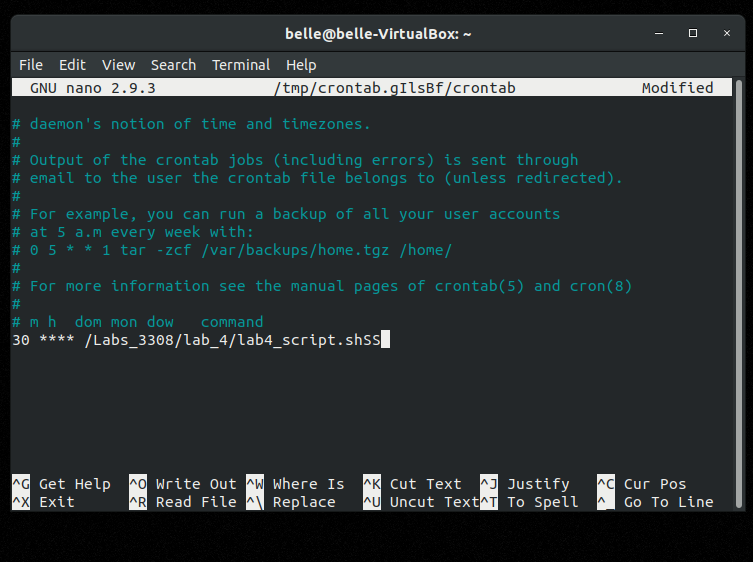 belle@belle-VirtualBox: ~
File Edit View Search Terminal Help
GNU nano 2.9.3 /tmp/crontab.gIlsBf/crontab Modified
# daemon's notion of time and timezones.
#
# Output of the crontab jobs (including errors) is sent through
# email to the user the crontab file belongs to (unless redirected).
#
# For example, you can run a backup of all your user accounts
# at 5 a.m every week with:
# 0 5 * * 1 tar -zcf /var/backups/home.tgz /home/
#
# For more information see the manual pages of crontab(5) and cron(8)
#
# m h  dom mon dow   command
30 **** /Labs_3308/lab_4/lab4_script.shSS
^G Get Help ^O Write Out ^W Where Is ^K Cut Text ^J Justify ^C Cur Pos
^X Exit ^R Read File ^\ Replace ^U Uncut Text ^T To Spell ^_ Go To Line